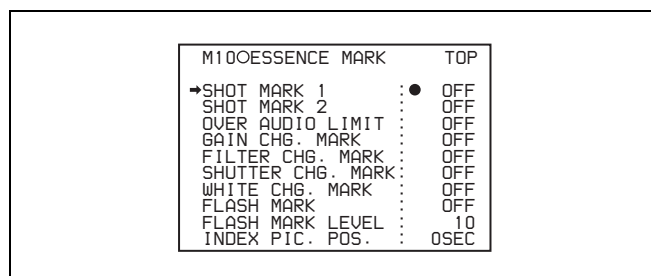 M10○ESSENCE MARK TOP
➡SHOT MARK 1 :● OFF
SHOT MARK 2 : OFF
OVER AUDIO LIMIT : OFF
GAIN CHG. MARK : OFF
FILTER CHG. MARK : OFF
SHUTTER CHG. MARK: OFF
WHITE CHG. MARK : OFF
FLASH MARK : OFF
FLASH MARK LEVEL : 10
INDEX PIC. POS. : 0SEC